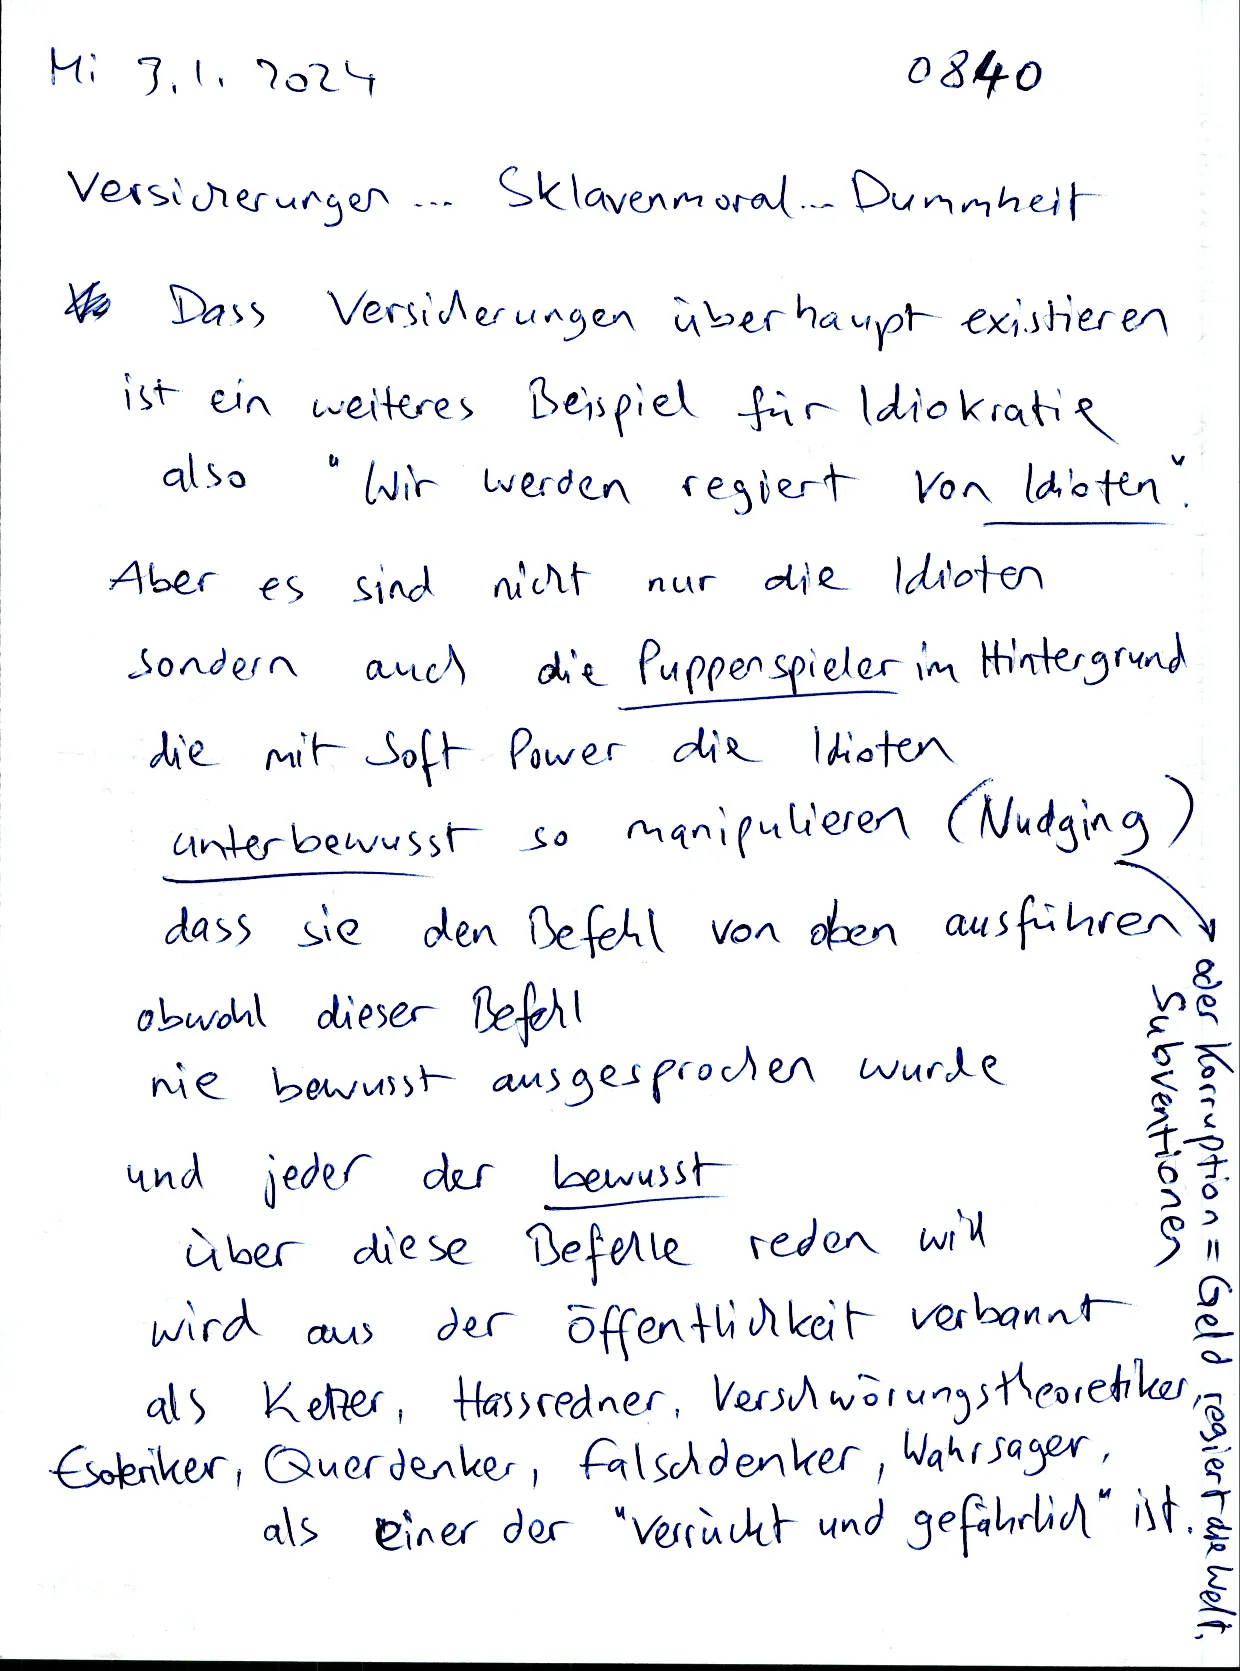 Mi 3.1.2024 0840
Versicherungen ... Sklavenmoral ... Dummheit
Dass Versicherungen überhaupt existieren
ist ein weiteres Beispiel für Idiokratie
also "Wir werden regiert von Idioten".
Aber es sind nicht nur die Idioten
sondern auch die Puppenspieler im Hintergrund
die mit Soft Power die Idioten
unterbewusst so manipulieren (Nudging)
dass sie den Befehl von oben ausführen
obwohl dieser Befehl
nie bewusst ausgesprochen wurde
und jeder der bewusst
über diese Befehle reden will
wird aus der Öffentlichkeit verbannt
als Ketzer, Hassredner, Verschwörungstheoretiker,
Esoteriker, Querdenker, Falschdenker, Wahrsager,
als einer der "verrückt und gefährlich" ist.
oder Korruption = Geld regiert die Welt.
Subventionen